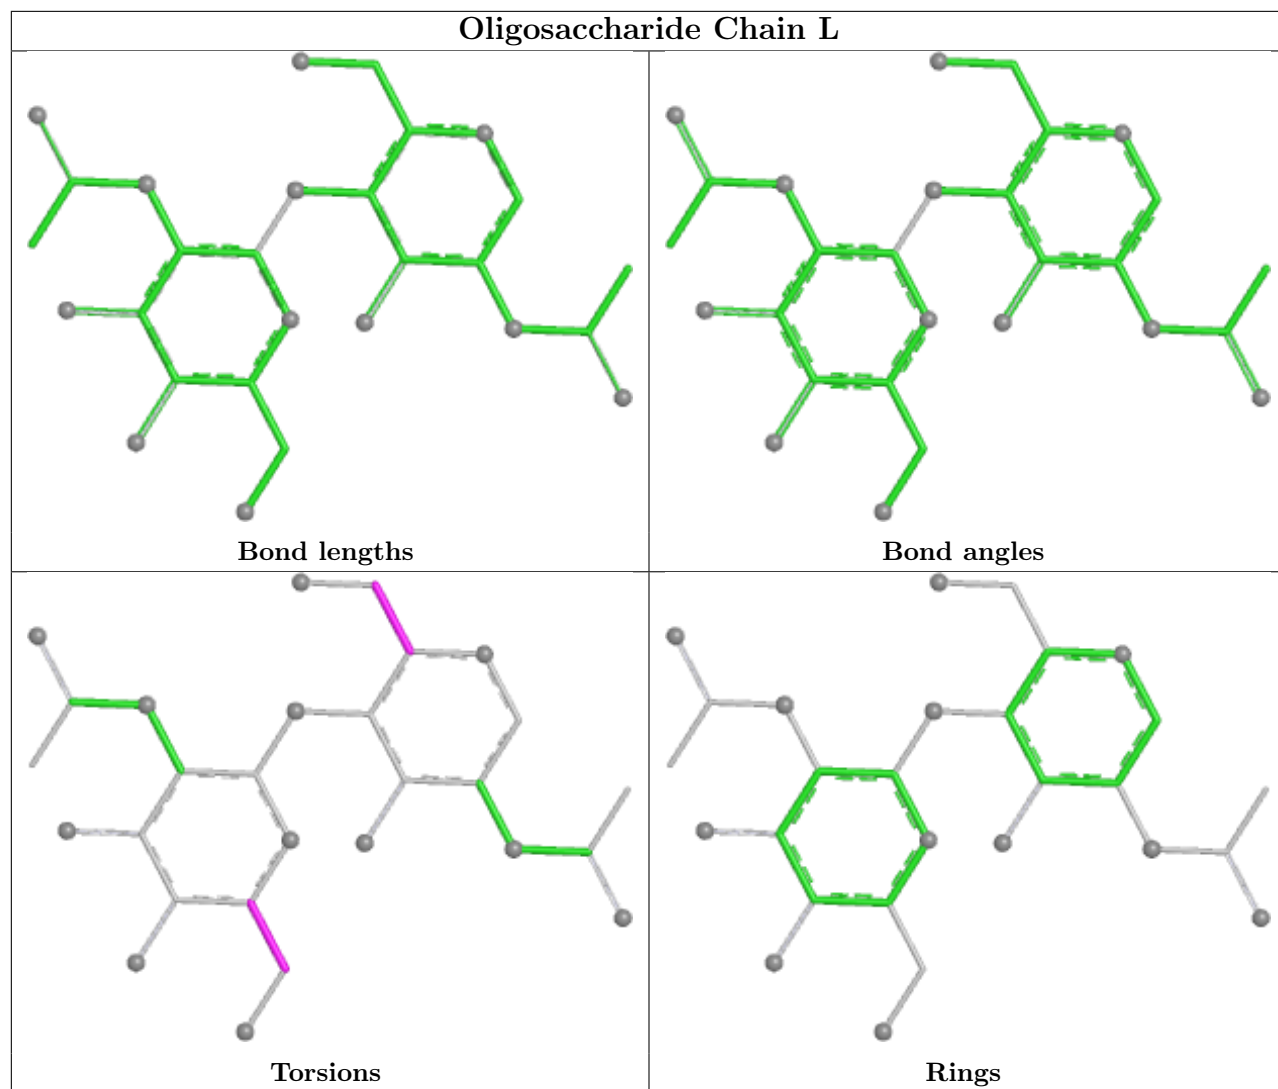 Oligosaccharide Chain L
Bond lengths
Bond angles
Torsions
Rings